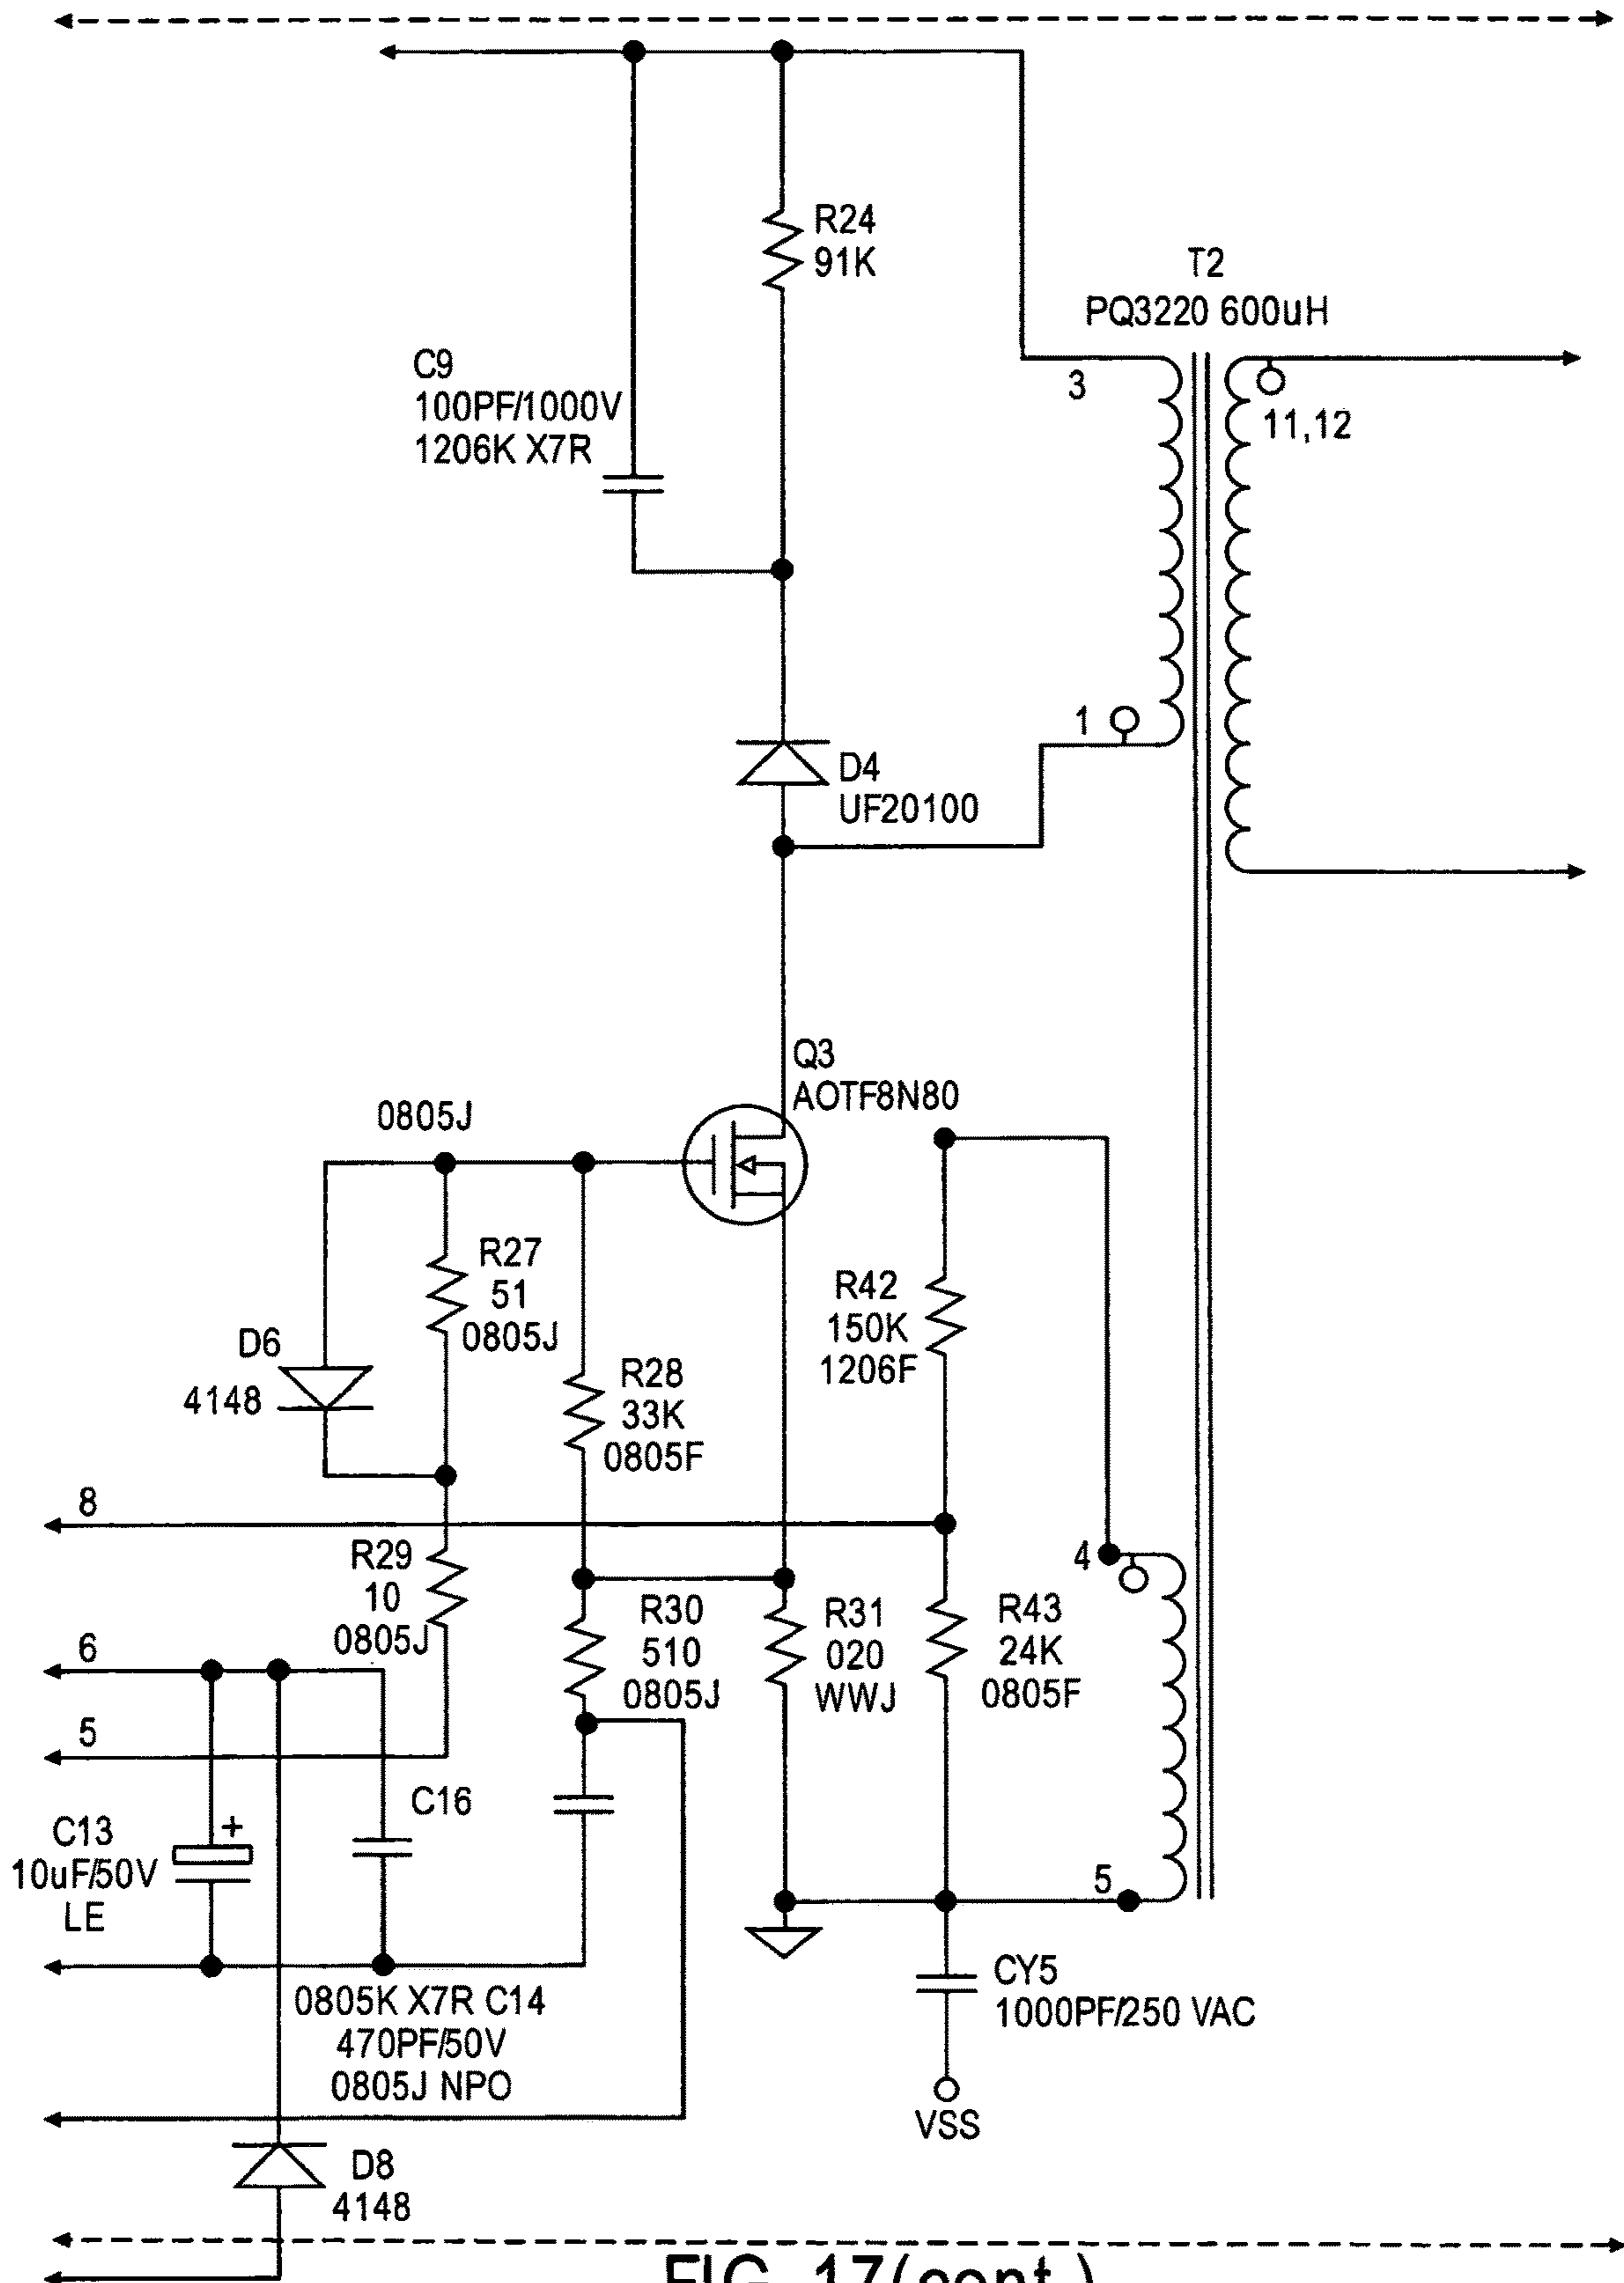 R24
91K
T2
PQ3220 600uH
C9
100PF/1000V
1206K X7R
3
11,12
1
D4
UF20100
Q3
AOTF8N80
0805J
R27
51
0805J
R42
150K
1206F
D6
4148
R28
33K
0805F
8
4
R29
10
0805J
R30
510
0805J
R31
020
WWJ
R43
24K
0805F
6
5
C16
C13
10uF/50V
LE
+
5
CY5
1000PF/250 VAC
0805K X7R C14
470PF/50V
0805J NPO
VSS
D8
4148
FIG. 17(cont.)